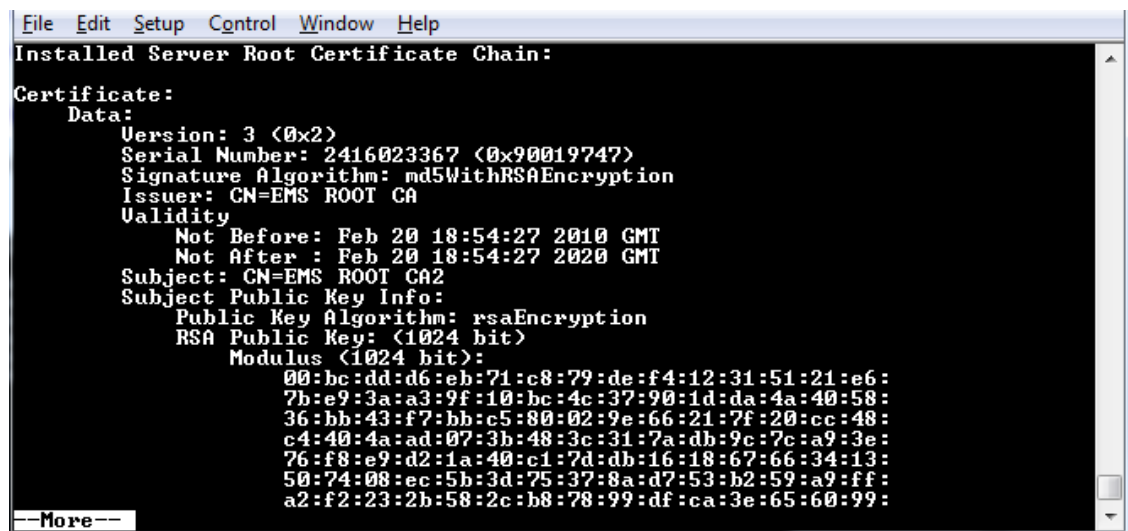 File Edit Setup Control Window Help
Installed Server Root Certificate Chain:
Certificate:
Data:
Version: 3 (0x2)
Serial Number: 2416023367 (0x90019747)
Signature Algorithm: md5WithRSAEncryption
Issuer: CN=EMS ROOT CA
Validity
Not Before: Feb 20 18:54:27 2010 GMT
Not After : Feb 20 18:54:27 2020 GMT
Subject: CN=EMS ROOT CA2
Subject Public Key Info:
Public Key Algorithm: rsaEncryption
RSA Public Key: (1024 bit)
Modulus (1024 bit):
00:bc:dd:d6:eb:71:c8:79:de:f4:12:31:51:21:e6:
7b:e9:3a:a3:9f:10:bc:4c:37:90:1d:da:4a:40:58:
36:bb:43:f7:bb:c5:80:02:9e:66:21:7f:20:cc:48:
c4:40:4a:ad:07:3b:48:3c:31:7a:db:9c:7c:a9:3e:
76:f8:e9:d2:1a:40:c1:7d:db:16:18:67:66:34:13:
50:74:08:ec:5b:3d:75:37:8a:d7:53:b2:59:a9:ff:
a2:f2:23:2b:58:2c:b8:78:99:df:ca:3e:65:60:99:
--More--